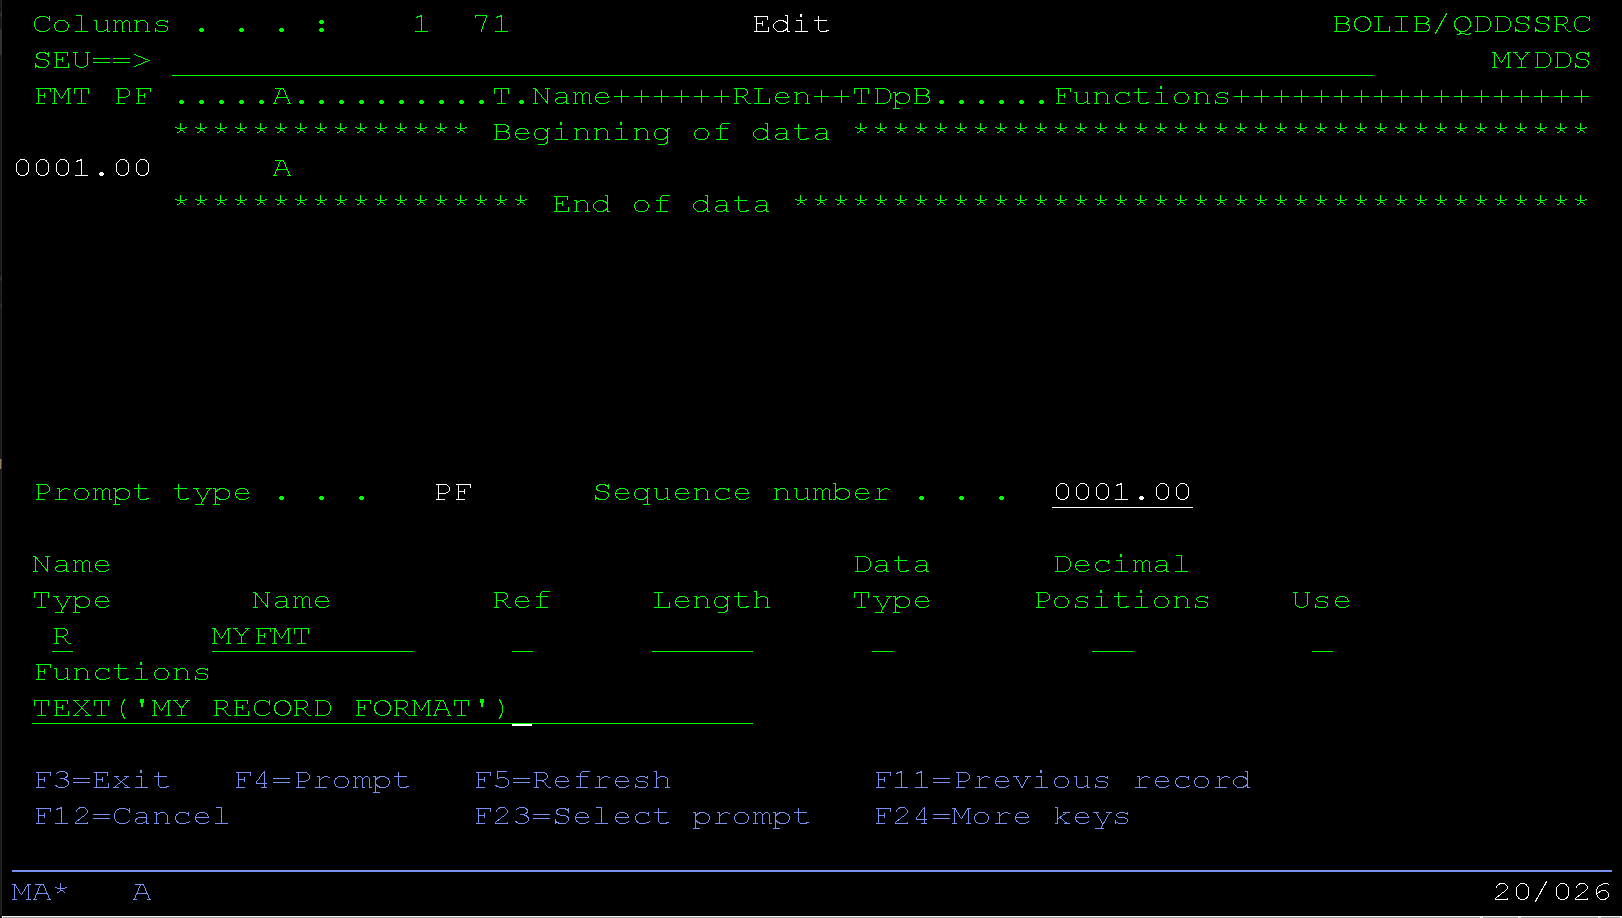 Columns . . . :    1  71            Edit                         BOLIB/QDDSSRC
SEU==>                                                                   MYDDS
FMT PF .....A..........T.Name++++++RLen++TDpB......Functions++++++++++++++++++
*************** Beginning of data *************************************
0001.00      A
****************** End of data ****************************************
Prompt type . . .   PF      Sequence number . . .  0001.00
Name                                     Data      Decimal
Type       Name        Ref     Length    Type     Positions    Use
R       MYFMT
Functions
TEXT('MY RECORD FORMAT')
F3=Exit   F4=Prompt   F5=Refresh          F11=Previous record
F12=Cancel            F23=Select prompt   F24=More keys
MA*   A                                                                   20/026